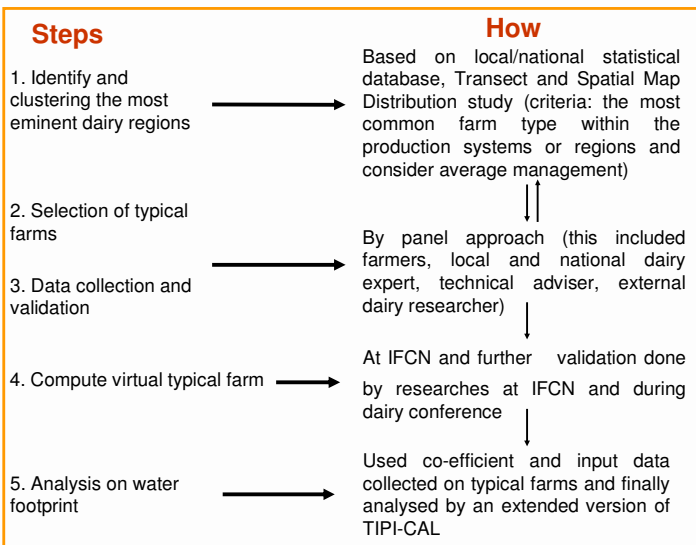 Steps
How
1. Identify and
clustering the most
eminent dairy regions
Based on local/national statistical
database, Transect and Spatial Map
Distribution study (criteria: the most
common farm type within the
production systems or regions and
consider average management)
2. Selection of typical
farms
3. Data collection and
validation
By panel approach (this included
farmers, local and national dairy
expert, technical adviser, external
dairy researcher)
4. Compute virtual typical farm
At IFCN and further validation done
by researches at IFCN and during
dairy conference
5. Analysis on water
footprint
Used co-efficient and input data
collected on typical farms and finally
analysed by an extended version of
TIPI-CAL